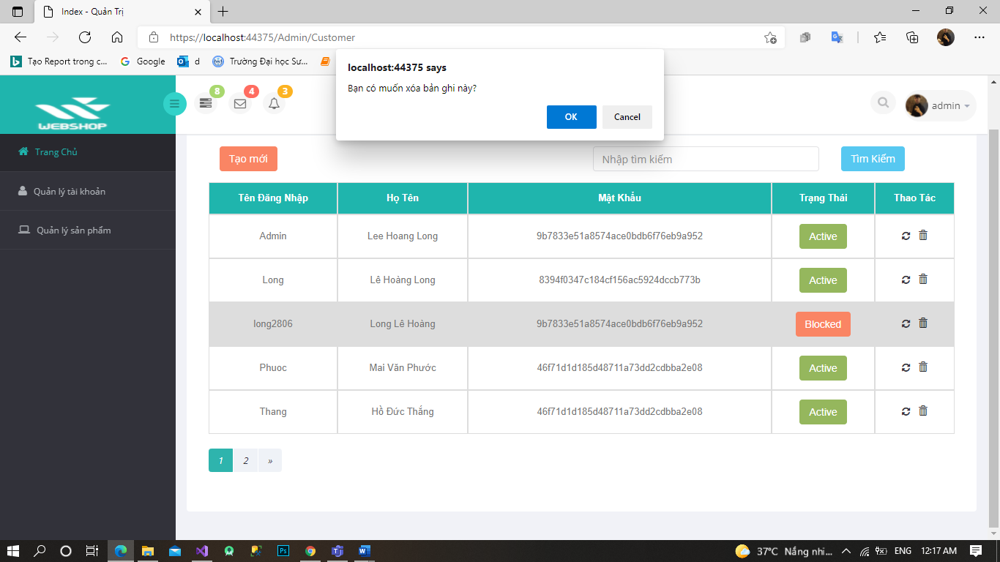 Index - Quản Trị
https://localhost:44375/Admin/Customer
Tạo Report trong c...
Google
d
Trường Đại học Sư...
localhost:44375 says
Bạn có muốn xóa bản ghi này?
OK
Cancel
WEBSHOP
8
4
3
admin
Trang Chủ
Quản lý tài khoản
Quản lý sản phẩm
Tạo mới
Nhập tìm kiếm
Tìm Kiếm
Tên Đăng Nhập Họ Tên Mật Khẩu Trạng Thái Thao Tác
Admin Lee Hoang Long 9b7833e51a8574ace0bdb6f76eb9a952 Active
Long Lê Hoàng Long 8394f0347c184cf156ac5924dccb773b Active
long2806 Long Lê Hoàng 9b7833e51a8574ace0bdb6f76eb9a952 Blocked
Phuoc Mai Văn Phước 46f71d1d185d48711a73dd2cdbba2e08 Active
Thang Hồ Đức Thắng 46f71d1d185d48711a73dd2cdbba2e08 Active
1 2 »
37°C Nắng nhi... ENG 12:17 AM